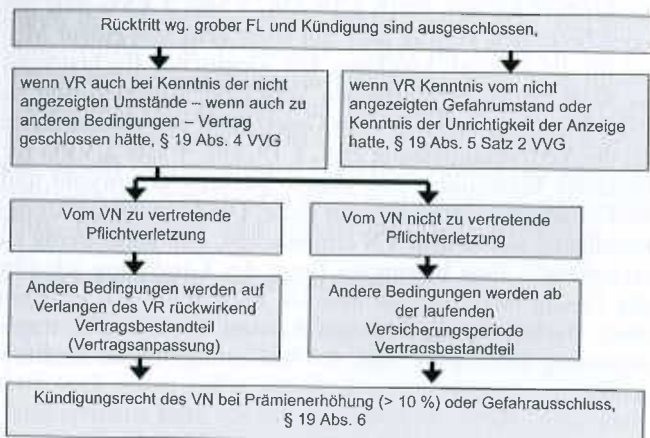 Rücktritt wg. grober FL und Kündigung sind ausgeschlossen,
wenn VR auch bei Kenntnis der nicht
angezeigten Umstände – wenn auch zu
anderen Bedingungen – Vertrag
geschlossen hätte, § 19 Abs. 4 VVG
wenn VR Kenntnis vom nicht
angezeigten Gefahrumstand oder
Kenntnis der Unrichtigkeit der Anzeige
hatte, § 19 Abs. 5 Satz 2 VVG
Vom VN zu vertretende
Pflichtverletzung
Vom VN nicht zu vertretende
Pflichtverletzung
Andere Bedingungen werden auf
Verlangen des VR rückwirkend
Vertragsbestandteil
(Vertragsanpassung)
Andere Bedingungen werden ab
der laufenden
Versicherungsperiode
Vertragsbestandteil
Kündigungsrecht des VN bei Prämienerhöhung (> 10 %) oder Gefahrausschluss,
§ 19 Abs. 6